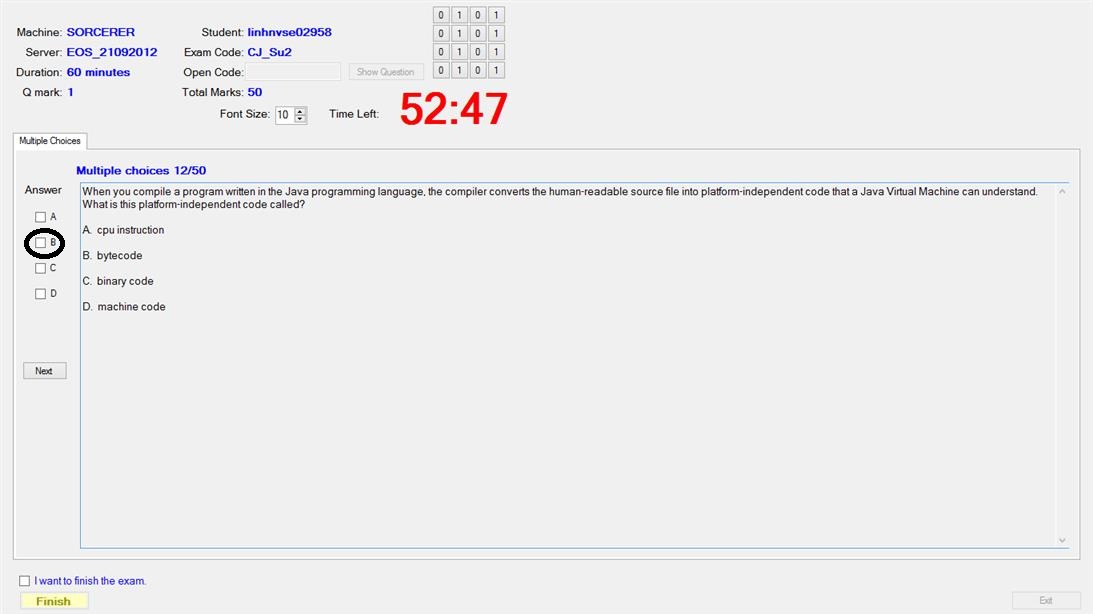 Machine: SORCERER Student: linhnvse02958 0 1 0 1
0 1 0 1
Server: EOS_21092012 Exam Code: CJ_Su2 0 1 0 1
Duration: 60 minutes Open Code: Show Question 0 1 0 1
Q mark: 1 Total Marks: 50
Font Size: 10 Time Left: 52:47
Multiple Choices
Multiple choices 12/50
Answer
When you compile a program written in the Java programming language, the compiler converts the human-readable source file into platform-independent code that a Java Virtual Machine can understand.
What is this platform-independent code called?
A
A. cpu instruction
B
B. bytecode
C
C. binary code
D
D. machine code
Next
I want to finish the exam.
Finish
Exit